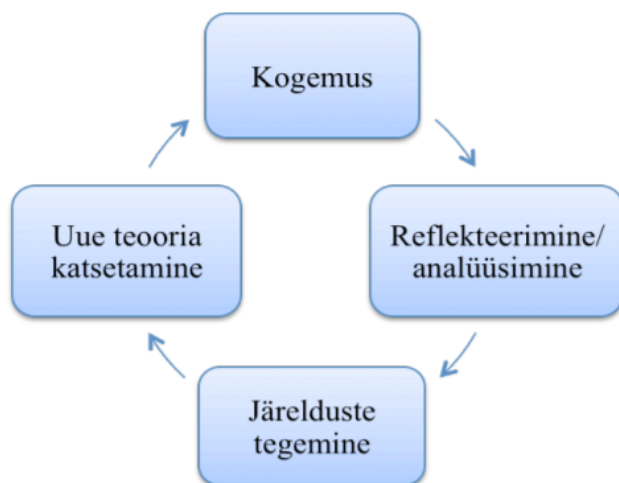 Kogemus
Reflekteerimine/
analüüsimine
Järelduste
tegemine
Uue teooria
katsetamine